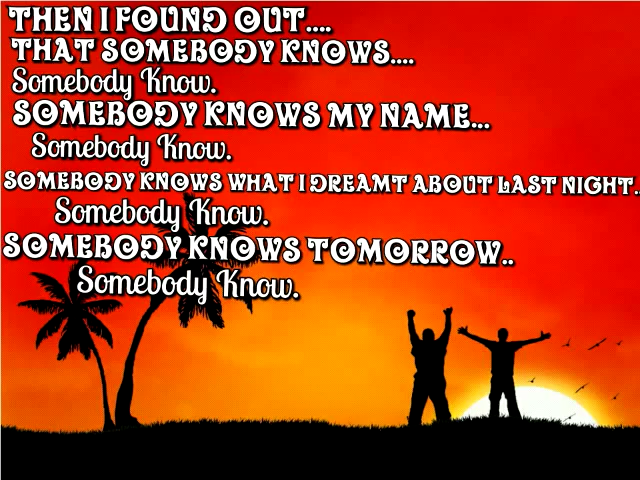 THEN I FOUND OUT....
THAT SOMEBODY KNOWS....
Somebody Know.
SOMEBODY KNOWS MY NAME...
Somebody Know.
SOMEBODY KNOWS WHAT I DREAMT ABOUT LAST NIGHT..
Somebody Know.
SOMEBODY KNOWS TOMORROW..
Somebody Know.